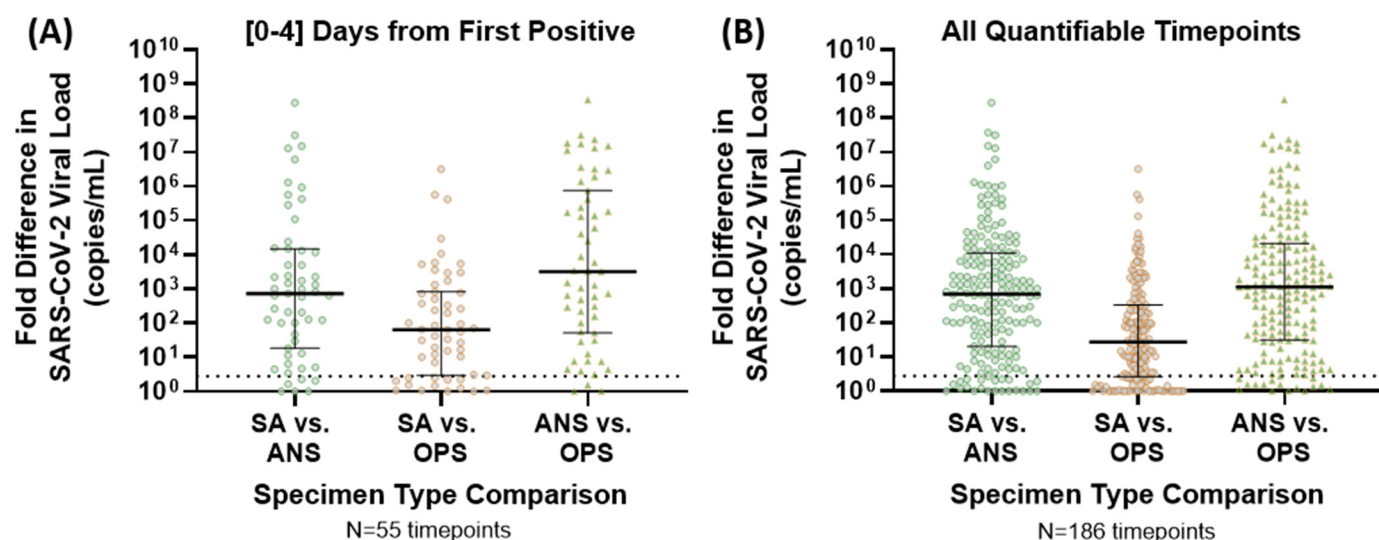 (A)
[0-4] Days from First Positive
Fold Difference in
SARS-CoV-2 Viral Load
(copies/mL)
10^10
10^9
10^8
10^7
10^6
10^5
10^4
10^3
10^2
10^1
10^0
SA vs.
ANS
SA vs.
OPS
ANS vs.
OPS
Specimen Type Comparison
N=55 timepoints
(B)
All Quantifiable Timepoints
Fold Difference in
SARS-CoV-2 Viral Load
(copies/mL)
10^10
10^9
10^8
10^7
10^6
10^5
10^4
10^3
10^2
10^1
10^0
SA vs.
ANS
SA vs.
OPS
ANS vs.
OPS
Specimen Type Comparison
N=186 timepoints